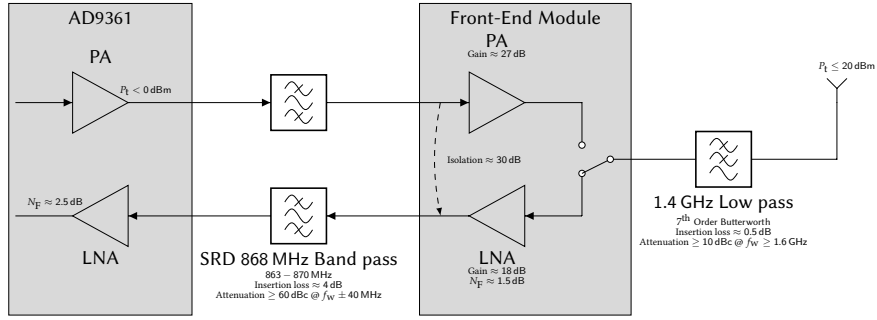 AD9361
PA
P_t < 0 dBm
N_F ≈ 2.5 dB
LNA
SRD 868 MHz Band pass
863 − 870 MHz
Insertion loss ≈ 4 dB
Attenuation ≥ 60 dBc @ f_w ± 40 MHz
Front-End Module
PA
Gain ≈ 27 dB
Isolation ≈ 30 dB
LNA
Gain ≈ 18 dB
N_F ≈ 1.5 dB
P_t ≤ 20 dBm
1.4 GHz Low pass
7th Order Butterworth
Insertion loss ≈ 0.5 dB
Attenuation ≥ 10 dBc @ f_w ≥ 1.6 GHz